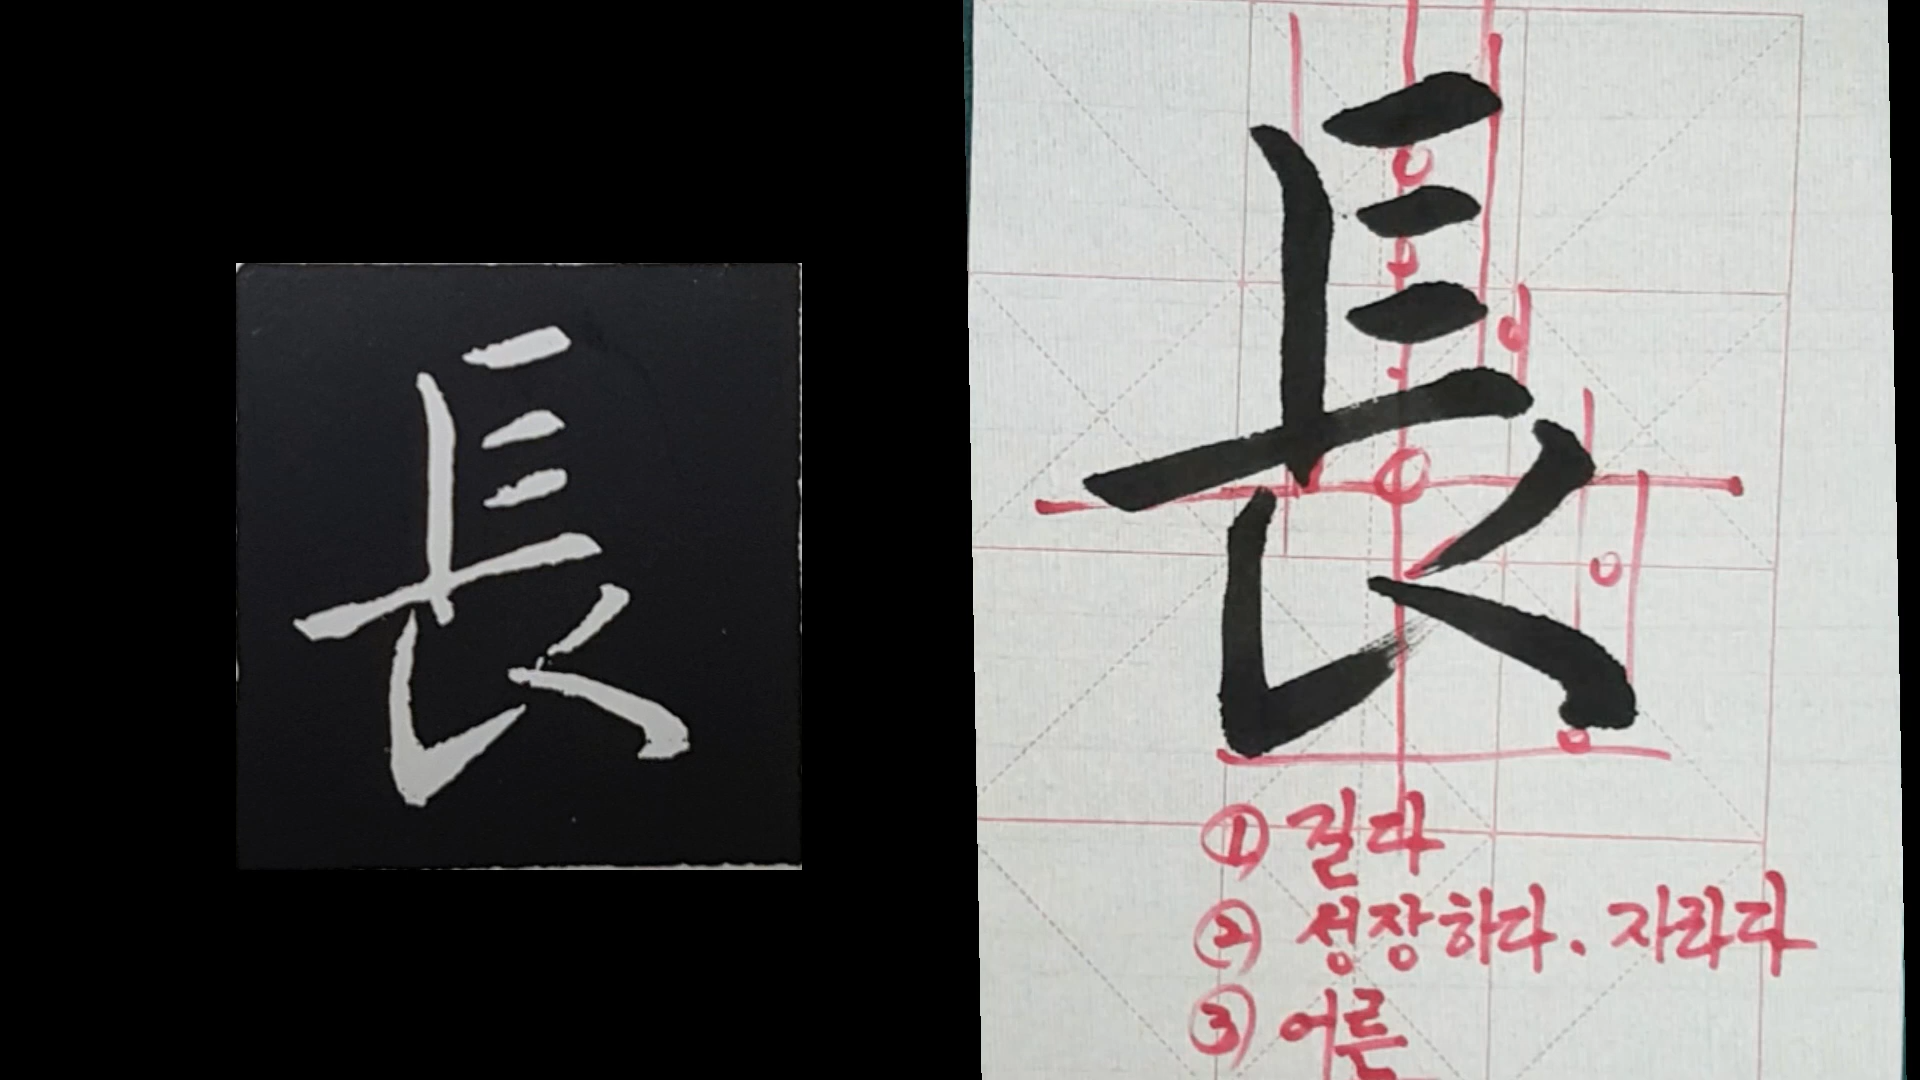 長
長
① 길다
② 성장하다. 자라다
③ 어른